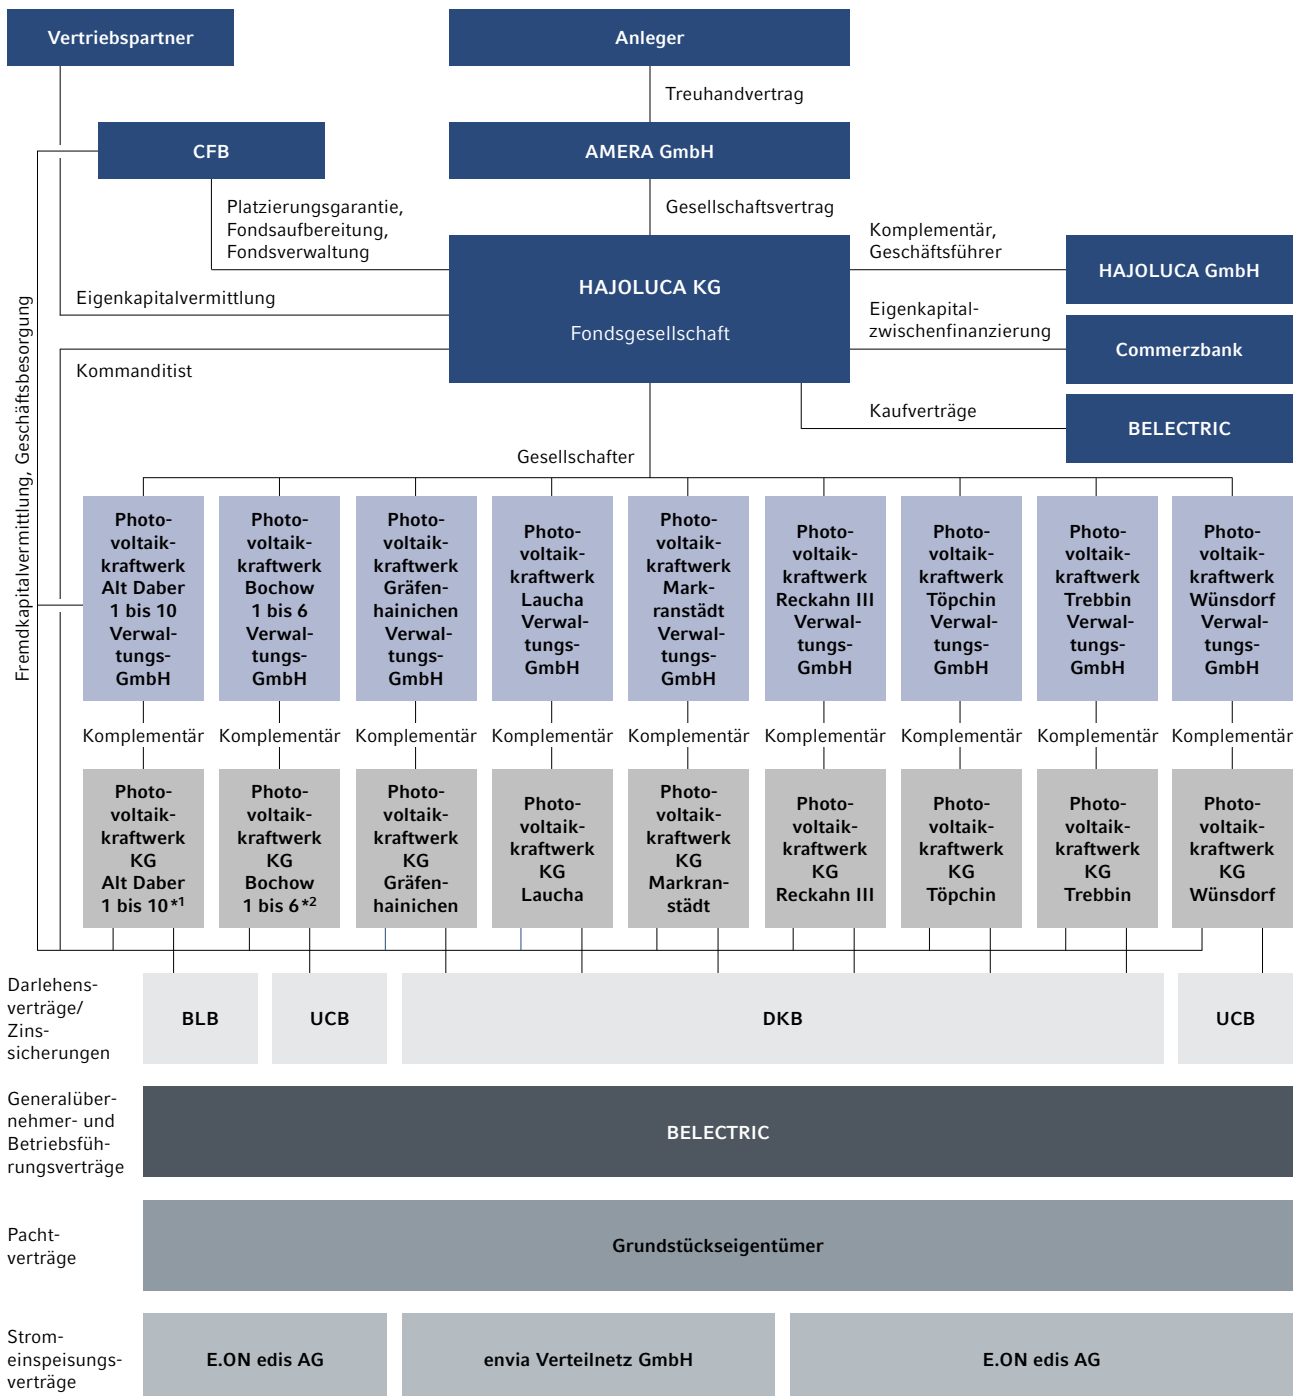 Vertriebspartner
Anleger
Treuhandvertrag
CFB
AMERA GmbH
Platzierungsgarantie,
Fondsaufbereitung,
Fondsverwaltung
Gesellschaftsvertrag
Komplementär,
Geschäftsführer
HAJOLUCA GmbH
HAJOLUCA KG
Fondsgesellschaft
Eigenkapitalvermittlung
Eigenkapital-
zwischenfinanzierung
Commerzbank
Kommanditist
Kaufverträge
BELECTRIC
Fremdkapitalvermittlung, Geschäftsbesorgung
Gesellschafter
Photo-
voltaik-
kraftwerk
Alt Daber
1 bis 10
Verwal-
tungs-
GmbH
Photo-
voltaik-
kraftwerk
Bochow
1 bis 6
Verwal-
tungs-
GmbH
Photo-
voltaik-
kraftwerk
Gräfen-
hainichen
Verwal-
tungs-
GmbH
Photo-
voltaik-
kraftwerk
Laucha
Verwal-
tungs-
GmbH
Photo-
voltaik-
kraftwerk
Mark-
ranstädt
Verwal-
tungs-
GmbH
Photo-
voltaik-
kraftwerk
Reckahn III
Verwal-
tungs-
GmbH
Photo-
voltaik-
kraftwerk
Töpchin
Verwal-
tungs-
GmbH
Photo-
voltaik-
kraftwerk
Trebbin
Verwal-
tungs-
GmbH
Photo-
voltaik-
kraftwerk
Wünsdorf
Verwal-
tungs-
GmbH
Komplementär Komplementär Komplementär Komplementär Komplementär Komplementär Komplementär Komplementär Komplementär
Photo-
voltaik-
kraftwerk
KG
Alt Daber
1 bis 10*1
Photo-
voltaik-
kraftwerk
KG
Bochow
1 bis 6*2
Photo-
voltaik-
kraftwerk
KG
Gräfen-
hainichen
Photo-
voltaik-
kraftwerk
KG
Laucha
Photo-
voltaik-
kraftwerk
KG
Markran-
städt
Photo-
voltaik-
kraftwerk
KG
Reckahn III
Photo-
voltaik-
kraftwerk
KG
Töpchin
Photo-
voltaik-
kraftwerk
KG
Trebbin
Photo-
voltaik-
kraftwerk
KG
Wünsdorf
Darlehens-
verträge/
Zins-
sicherungen
BLB
UCB
DKB
UCB
Generalüber-
nehmer- und
Betriebsfüh-
rungsverträge
BELECTRIC
Pacht-
verträge
Grundstückseigentümer
Strom-
einspeisungs-
verträge
E.ON edis AG
envia Verteilnetz GmbH
E.ON edis AG